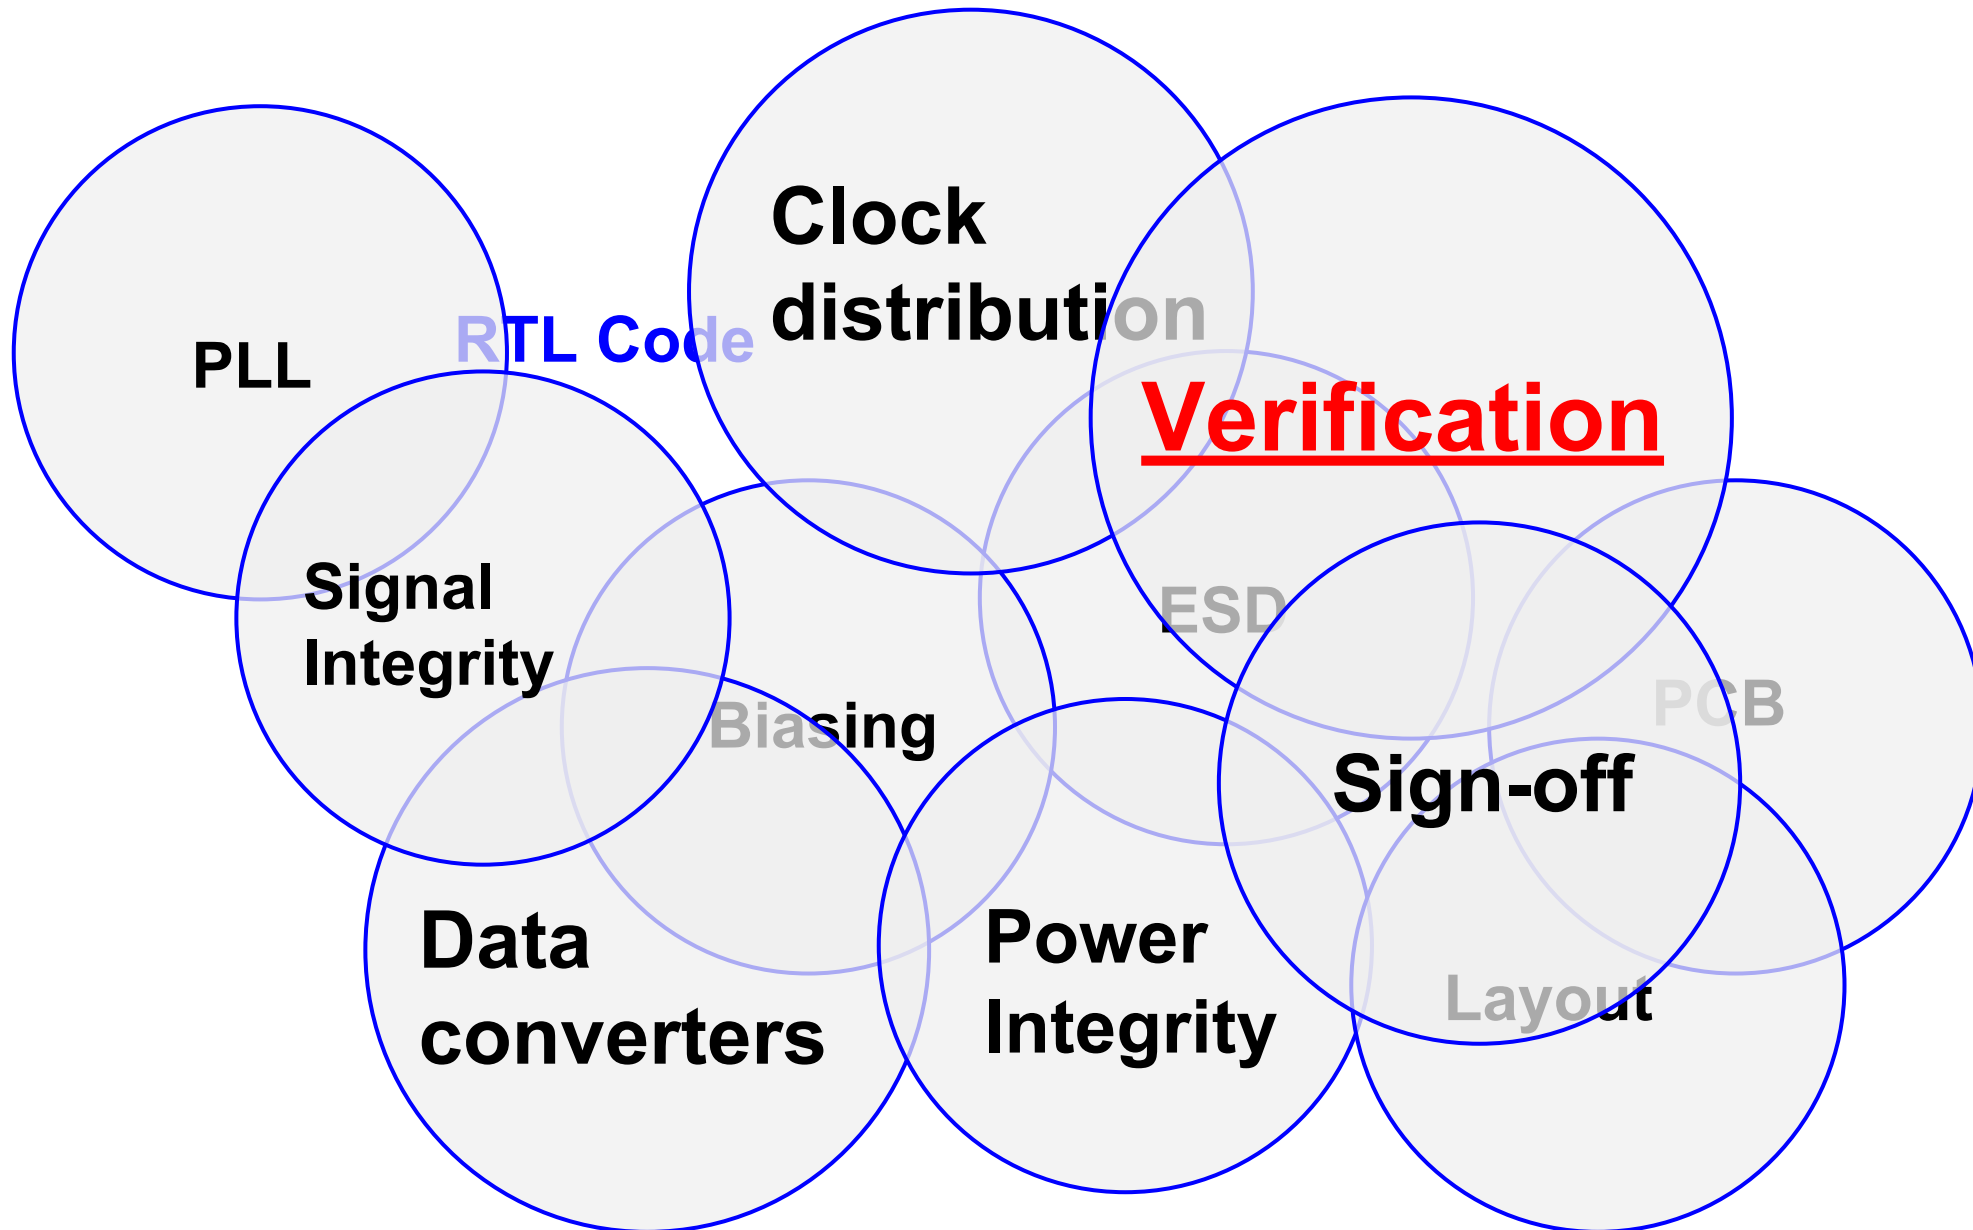 Clock
distribution
RTL Code
PLL
Verification
Signal
Integrity
ESD
Biasing
PCB
Sign-off
Data
converters
Power
Integrity
Layout